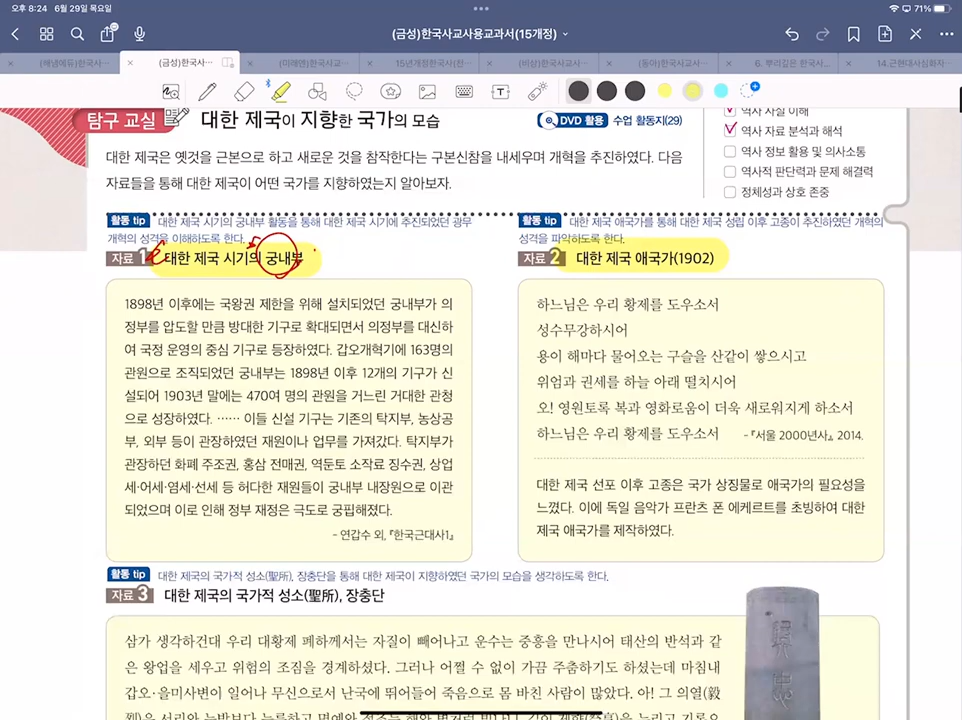 오후 8:24 6월 29일 목요일
71%
(금성)한국사교사용교과서(15개정)
(해냄에듀)한국사…
(금성)한국사…
(미래엔)한국사교…
15년개정한국사(천…
(비상)한국사교사…
(동아)한국사교사…
6. 뿌리깊은 한국사…
14.근현대사심화자…
탐구 교실 대한 제국이 지향한 국가의 모습
DVD 활용 수업 활동지(29)
역사 사실 이해
역사 자료 분석과 해석
역사 정보 활용 및 의사소통
역사적 판단력과 문제 해결력
정체성과 상호 존중
대한 제국은 옛것을 근본으로 하고 새로운 것을 참작한다는 구본신참을 내세우며 개혁을 추진하였다. 다음
자료들을 통해 대한 제국이 어떤 국가를 지향하였는지 알아보자.
활동 tip 대한 제국 시기의 궁내부 활동을 통해 대한 제국 시기에 추진되었던 광무
개혁의 성격을 이해하도록 한다.
자료 1 대한 제국 시기의 궁내부
1898년 이후에는 국왕권 제한을 위해 설치되었던 궁내부가 의
정부를 압도할 만큼 방대한 기구로 확대되면서 의정부를 대신하
여 국정 운영의 중심 기구로 등장하였다. 갑오개혁기에 163명의
관원으로 조직되었던 궁내부는 1898년 이후 12개의 기구가 신
설되어 1903년 말에는 470여 명의 관원을 거느린 거대한 관청
으로 성장하였다. …… 이들 신설 기구는 기존의 탁지부, 농상공
부, 외부 등이 관장하였던 재원이나 업무를 가져갔다. 탁지부가
관장하던 화폐 주조권, 홍삼 전매권, 역둔토 소작료 징수권, 상업
세·어세·염세·선세 등 허다한 재원들이 궁내부 내장원으로 이관
되었으며 이로 인해 정부 재정은 극도로 궁핍해졌다.
- 연갑수 외, 『한국근대사1』
활동 tip 대한 제국 애국가를 통해 대한 제국 성립 이후 고종이 추진하였던 개혁의
성격을 파악하도록 한다.
자료 2 대한 제국 애국가(1902)
하느님은 우리 황제를 도우소서
성수무강하시어
용이 해마다 물어오는 구슬을 산같이 쌓으시고
위엄과 권세를 하늘 아래 떨치시어
오! 영원토록 복과 영화로움이 더욱 새로워지게 하소서
하느님은 우리 황제를 도우소서 - 『서울 2000년사』 2014.
대한 제국 선포 이후 고종은 국가 상징물로 애국가의 필요성을
느꼈다. 이에 독일 음악가 프란츠 폰 에케르트를 초빙하여 대한
제국 애국가를 제작하였다.
활동 tip 대한 제국의 국가적 성소(聖所), 장충단을 통해 대한 제국이 지향하였던 국가의 모습을 생각하도록 한다.
자료 3 대한 제국의 국가적 성소(聖所), 장충단
삼가 생각하건대 우리 대황제 폐하께서는 자질이 빼어나고 운수는 중흥을 만나시어 태산의 반석과 같
은 왕업을 세우고 위험의 조짐을 경계하셨다. 그러나 어쩔 수 없이 가끔 주춤하기도 하셨는데 마침내
갑오·을미사변이 일어나 무신으로서 난국에 뛰어들어 죽음으로 몸 바친 사람이 많았다. 아! 그 의열(毅